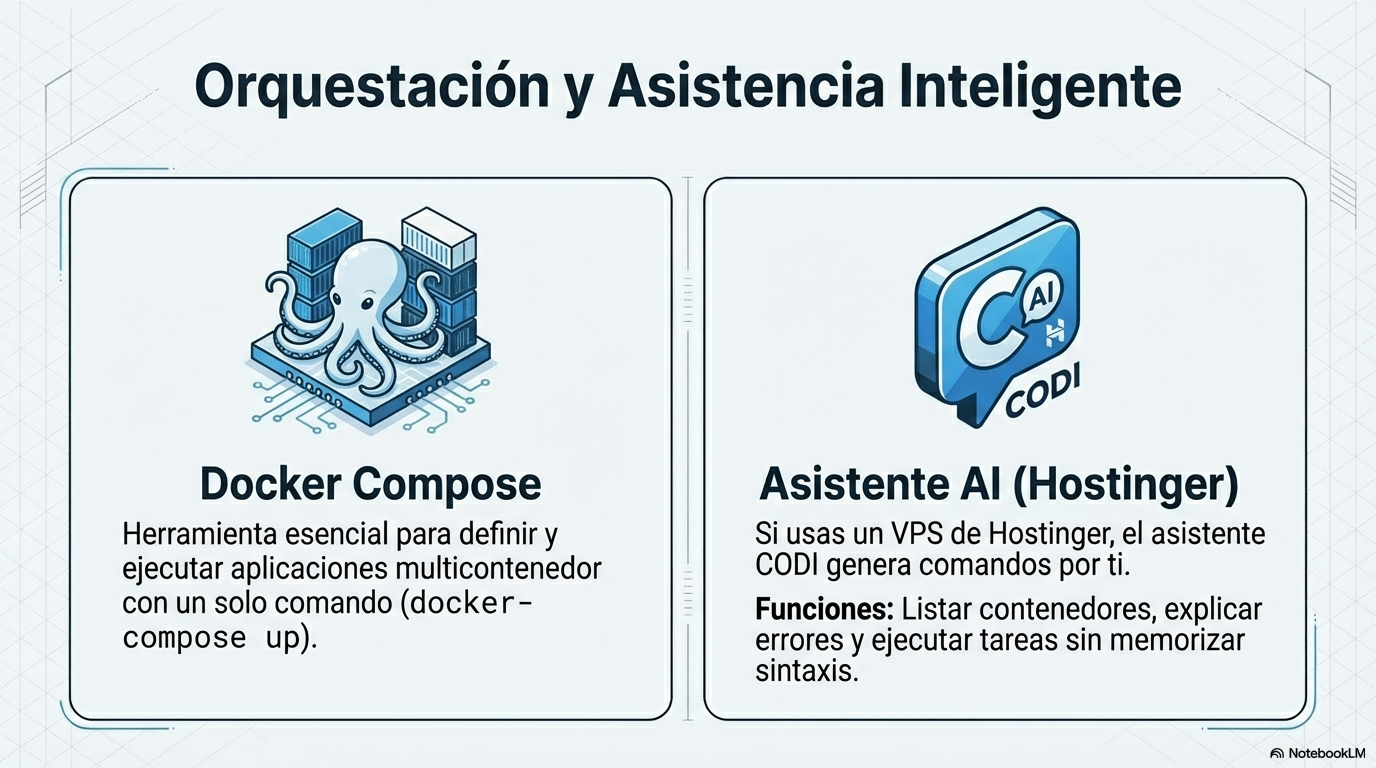 Orquestación y Asistencia Inteligente
C AI
H
CODI
Docker Compose
Herramienta esencial para definir y
ejecutar aplicaciones multicontenedor
con un solo comando (docker-
compose up).
Asistente AI (Hostinger)
Si usas un VPS de Hostinger, el asistente
CODI genera comandos por ti.
Funciones: Listar contenedores, explicar
errores y ejecutar tareas sin memorizar
sintaxis.
NotebookLM